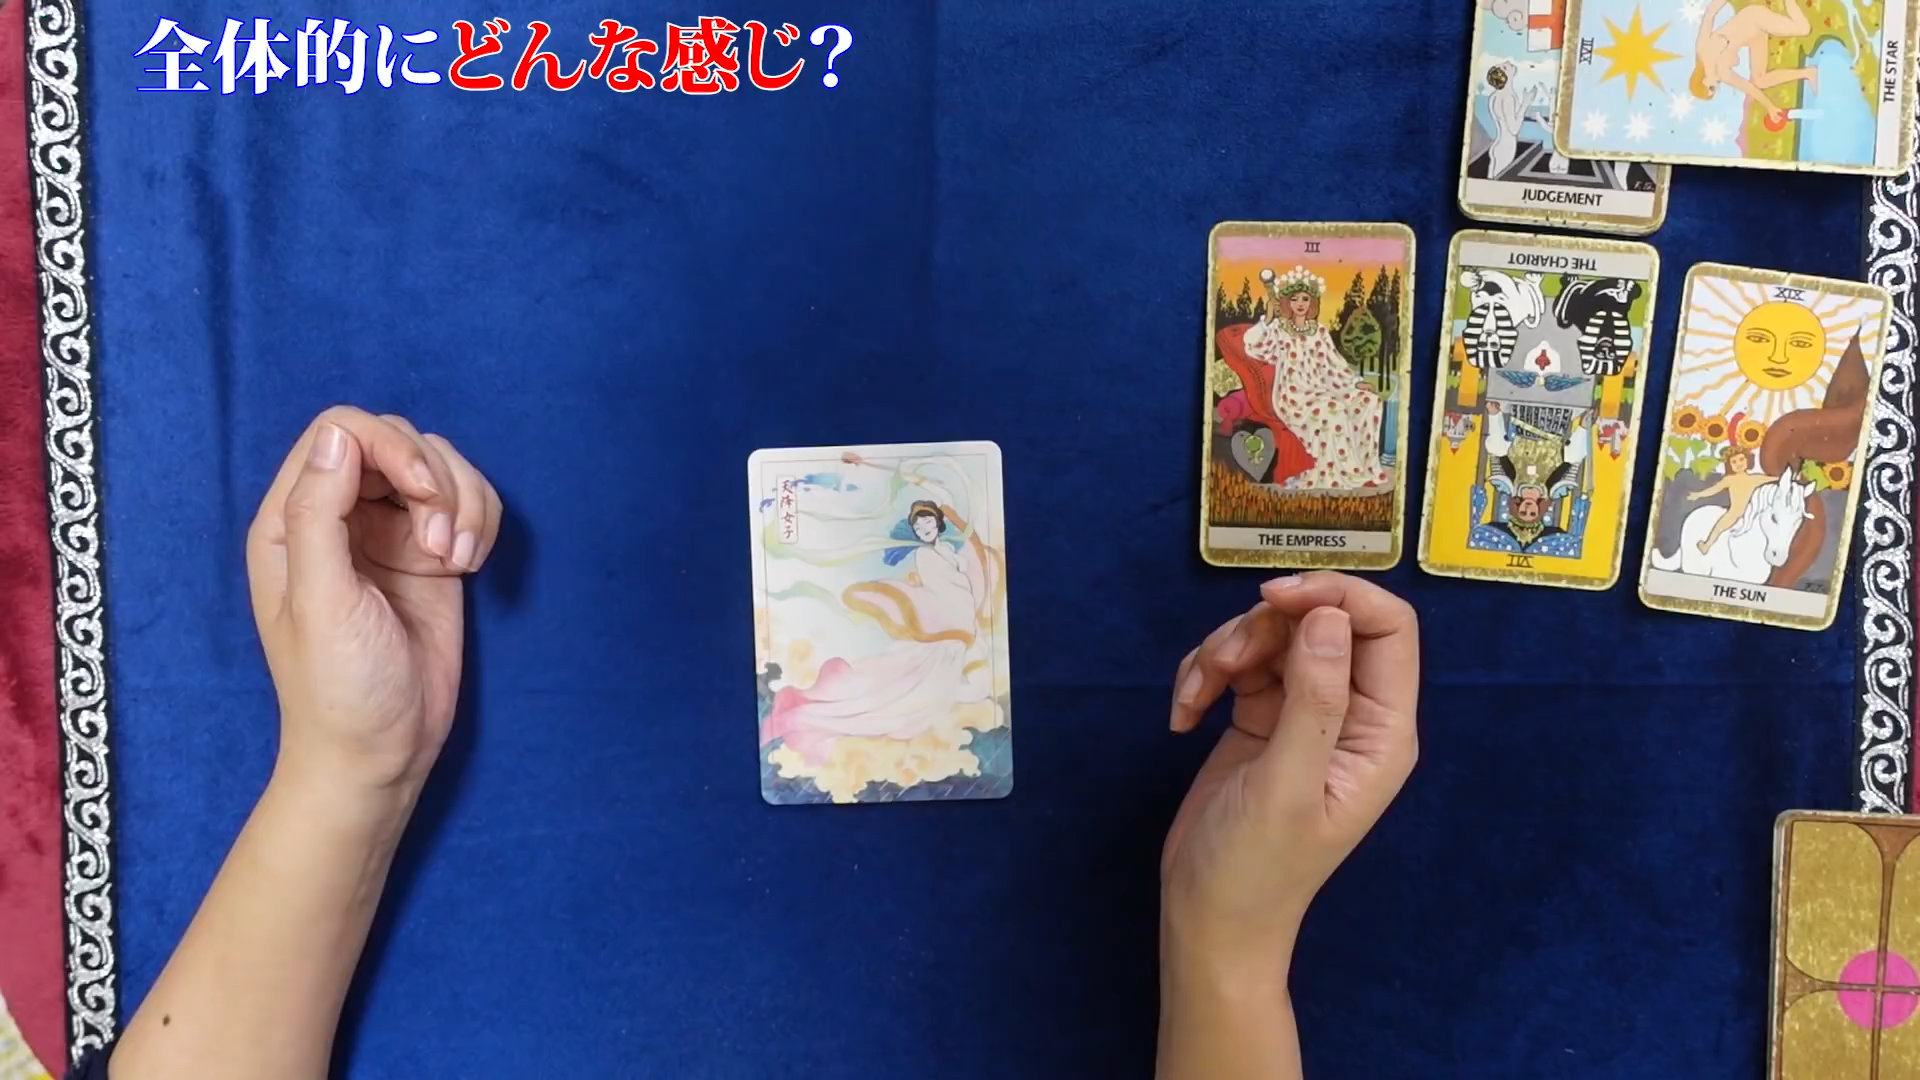 全体的にどんな感じ?
XVII
THE STAR
JUDGEMENT
III
THE EMPRESS
THE CHARIOT
VII
XIX
THE SUN
天降女子